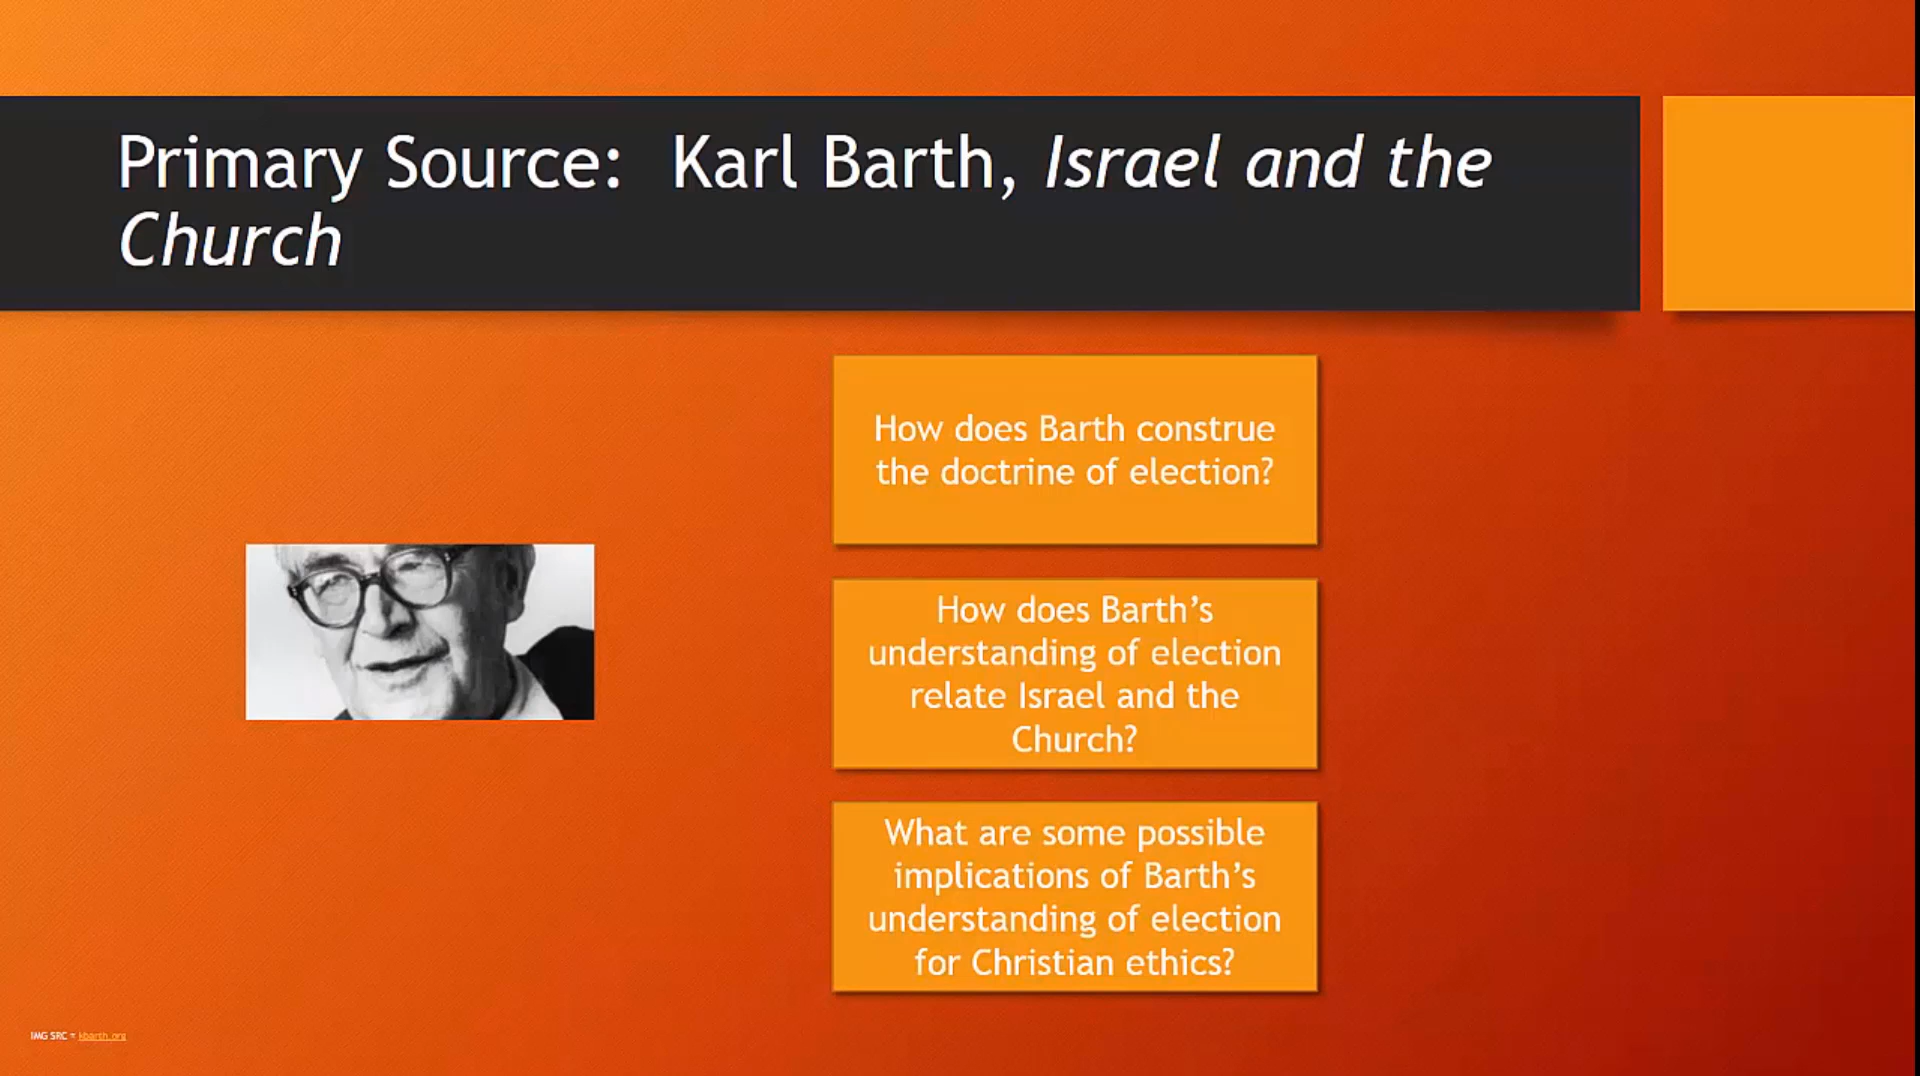 Primary Source:  Karl Barth, Israel and the
Church
How does Barth construe
the doctrine of election?
How does Barth’s
understanding of election
relate Israel and the
Church?
What are some possible
implications of Barth’s
understanding of election
for Christian ethics?
IMG SRC = kbarth.org